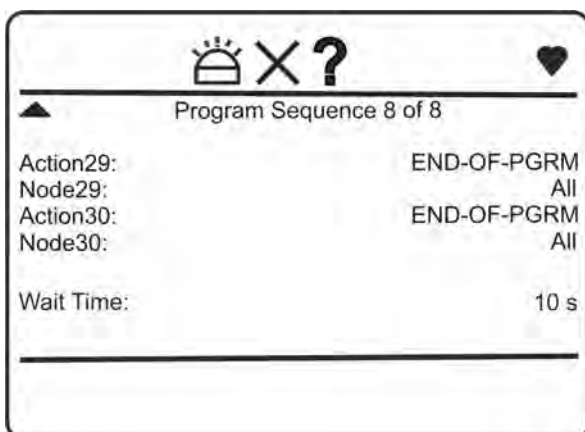 ?
Program Sequence 8 of 8
Action29: END-OF-PGRM
Node29: All
Action30: END-OF-PGRM
Node30: All
Wait Time: 10 s